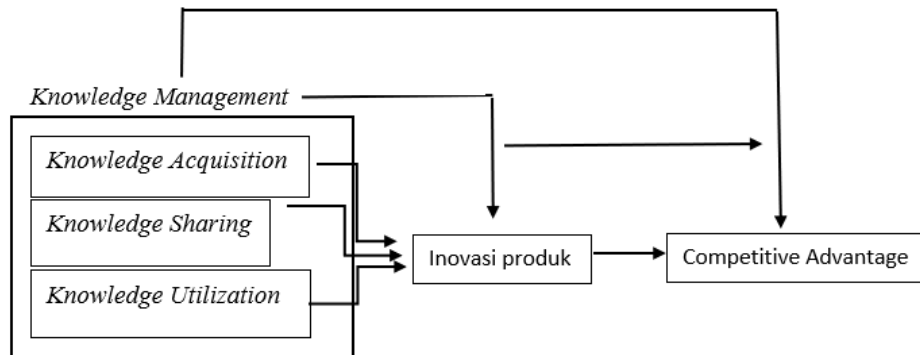 Knowledge Management
Knowledge Acquisition
Knowledge Sharing
Knowledge Utilization
Inovasi produk
Competitive Advantage